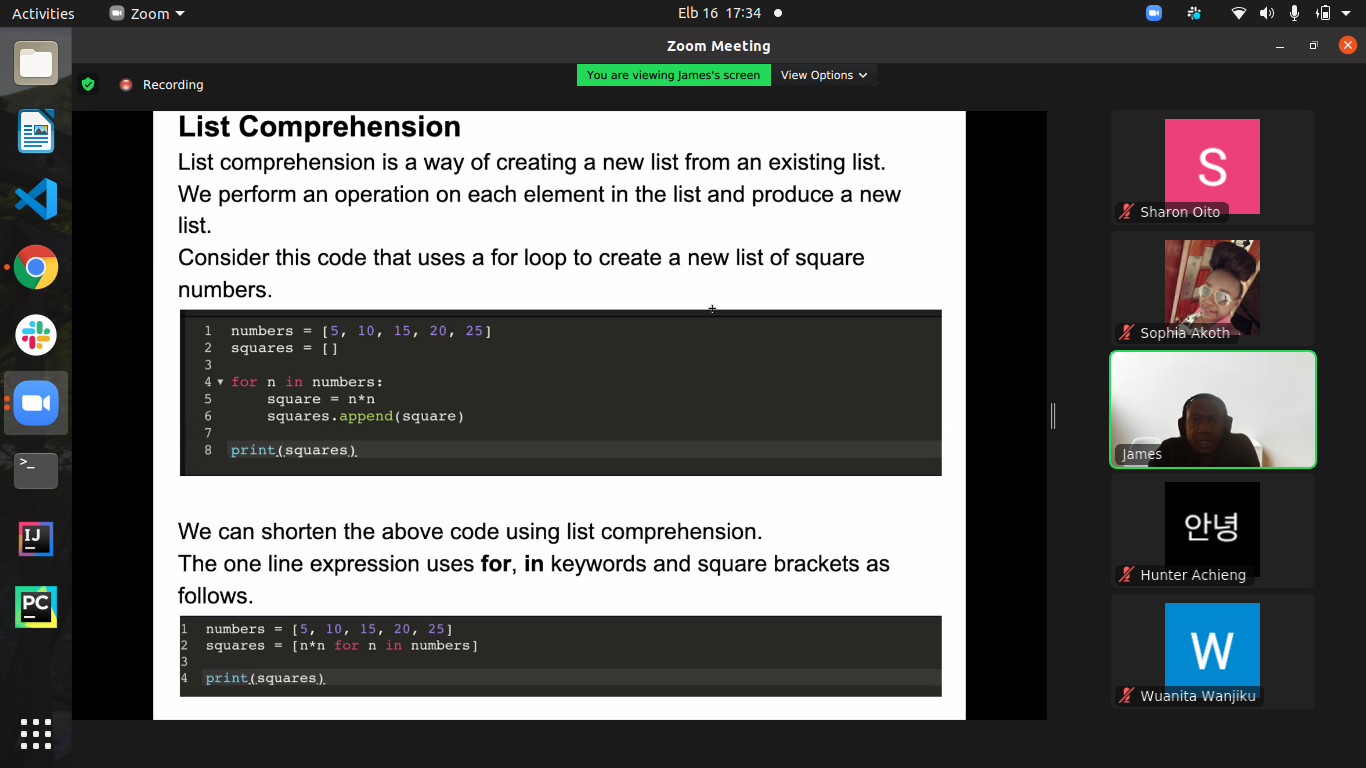 Activities Zoom Elb 16 17:34
Zoom Meeting
Recording You are viewing James's screen View Options
List Comprehension
List comprehension is a way of creating a new list from an existing list.
We perform an operation on each element in the list and produce a new
list.
Consider this code that uses a for loop to create a new list of square
numbers.
1 numbers = [5, 10, 15, 20, 25]
2 squares = []
3
4 for n in numbers:
5 square = n*n
6 squares.append(square)
7
8 print(squares)
We can shorten the above code using list comprehension.
The one line expression uses for, in keywords and square brackets as
follows.
1 numbers = [5, 10, 15, 20, 25]
2 squares = [n*n for n in numbers]
3
4 print(squares)
S
Sharon Oito
Sophia Akoth
James
안녕
Hunter Achieng
W
Wuanita Wanjiku
>_
IJ
PC